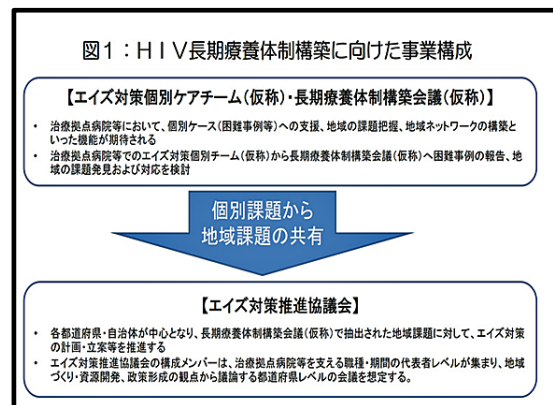 図1：ＨＩＶ長期療養体制構築に向けた事業構成
【エイズ対策個別ケアチーム（仮称）・長期療養体制構築会議（仮称）】
• 治療拠点病院等において、個別ケース（困難事例等）への支援、地域の課題把握、地域ネットワークの構築と
いった機能が期待される
• 治療拠点病院等でのエイズ対策個別チーム（仮称）から長期療養体制構築会議（仮称）へ困難事例の報告、地
域の課題発見および対応を検討
個別課題から
地域課題の共有
【エイズ対策推進協議会】
• 各都道府県・自治体が中心となり、長期療養体制構築会議（仮称）で抽出された地域課題に対して、エイズ対策
の計画・立案等を推進する
• エイズ対策推進協議会の構成メンバーは、治療拠点病院等を支える職種・期間の代表者レベルが集まり、地域
づくり・資源開発、政策形成の観点から議論する都道府県レベルの会議を想定する。